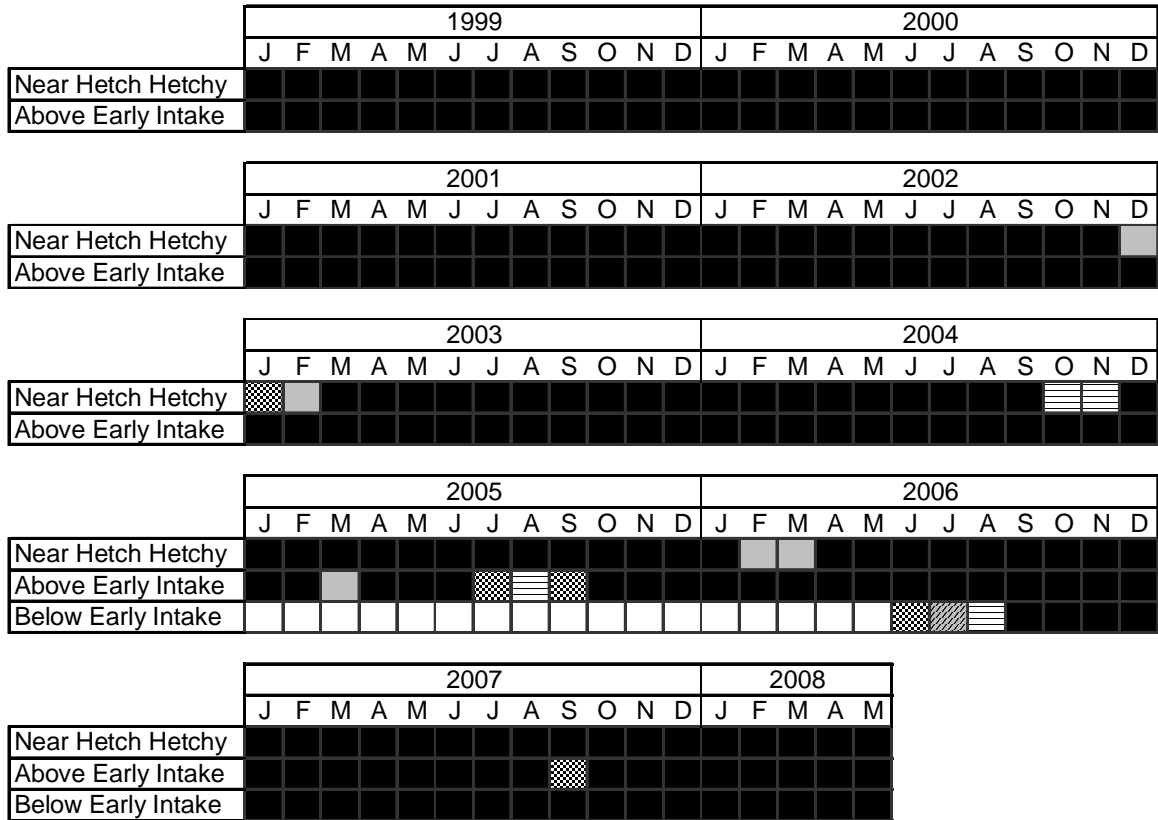 1999 2000
J F M A M J J A S O N D J F M A M J J A S O N D
Near Hetch Hetchy
Above Early Intake
2001 2002
J F M A M J J A S O N D J F M A M J J A S O N D
Near Hetch Hetchy
Above Early Intake
2003 2004
J F M A M J J A S O N D J F M A M J J A S O N D
Near Hetch Hetchy
Above Early Intake
2005 2006
J F M A M J J A S O N D J F M A M J J A S O N D
Near Hetch Hetchy
Above Early Intake
Below Early Intake
2007 2008
J F M A M J J A S O N D J F M A M
Near Hetch Hetchy
Above Early Intake
Below Early Intake